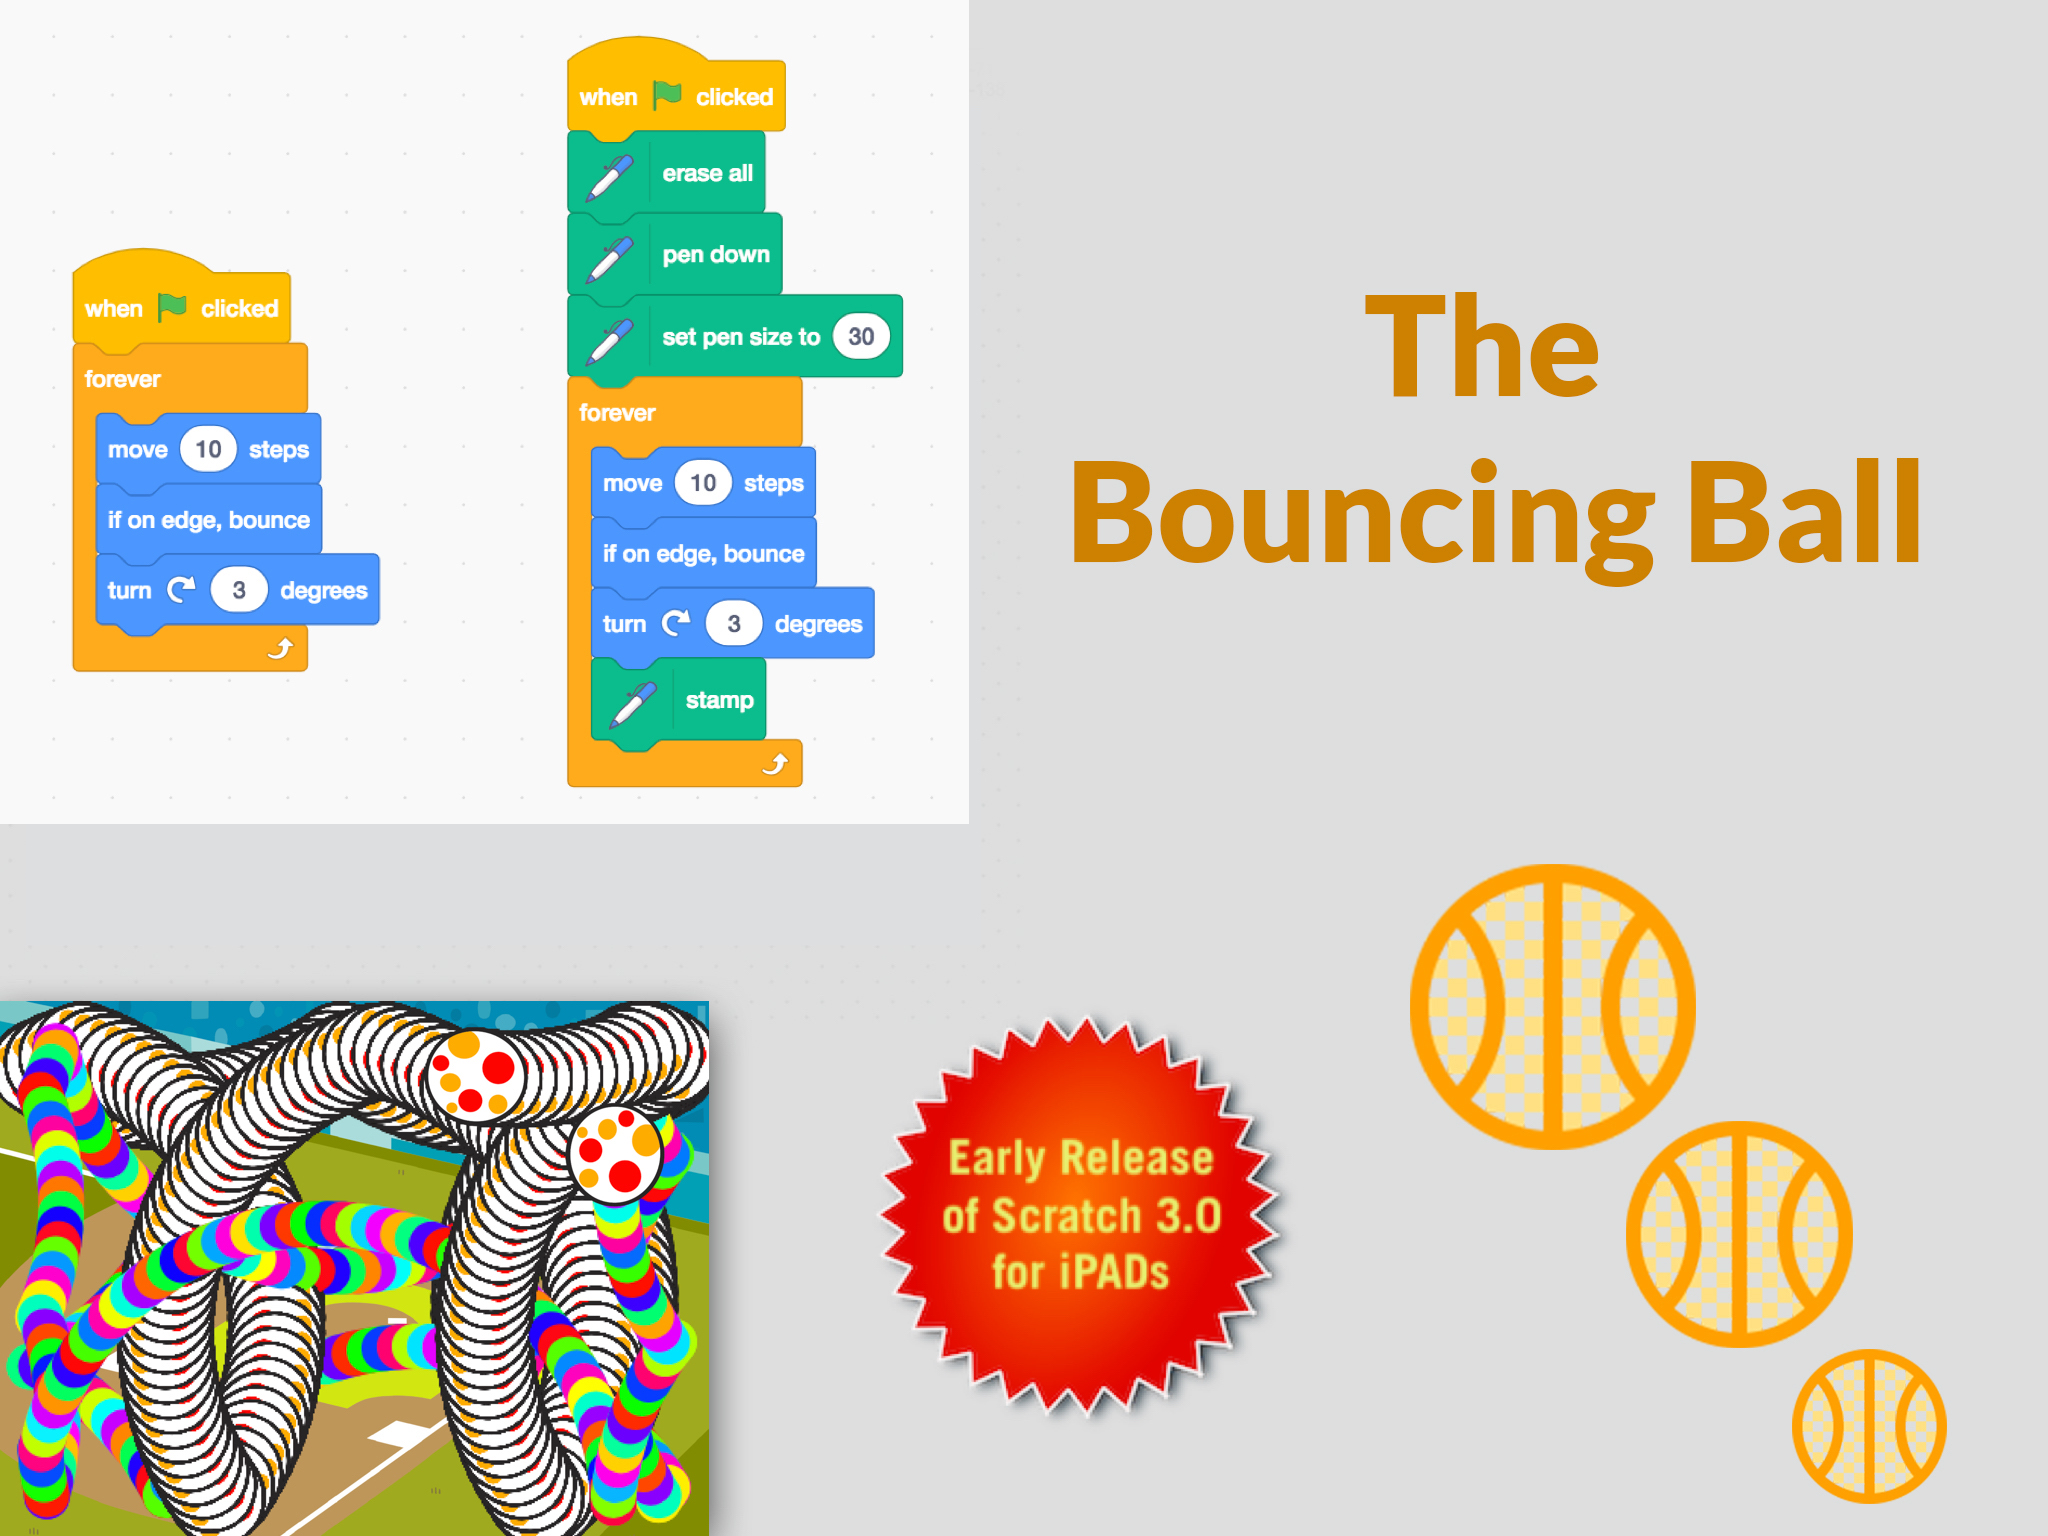 when clicked
forever
move 10 steps
if on edge, bounce
turn 3 degrees
when clicked
erase all
pen down
set pen size to 30
forever
move 10 steps
if on edge, bounce
turn 3 degrees
stamp
The
Bouncing Ball
Early Release
of Scratch 3.0
for iPADs